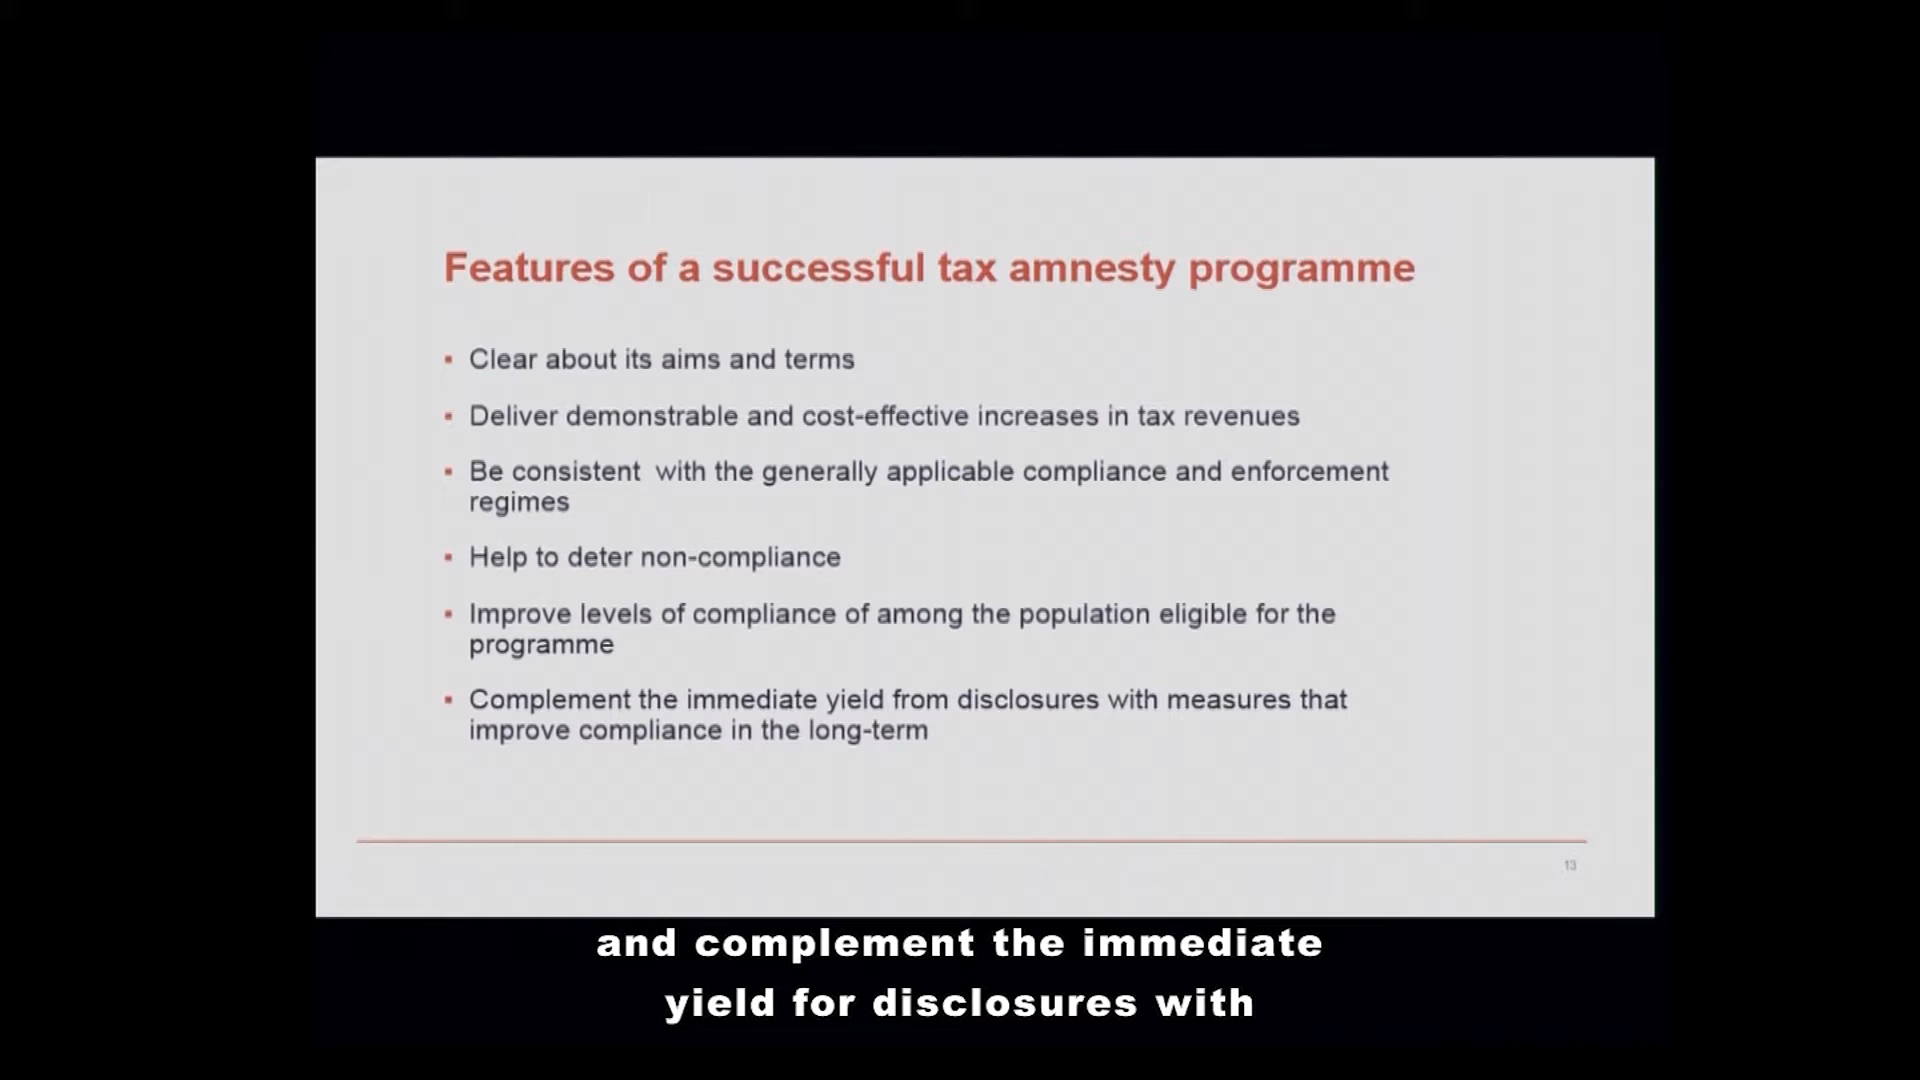 Features of a successful tax amnesty programme
▪ Clear about its aims and terms
▪ Deliver demonstrable and cost-effective increases in tax revenues
▪ Be consistent with the generally applicable compliance and enforcement
regimes
▪ Help to deter non-compliance
▪ Improve levels of compliance of among the population eligible for the
programme
▪ Complement the immediate yield from disclosures with measures that
improve compliance in the long-term
13
and complement the immediate
yield for disclosures with